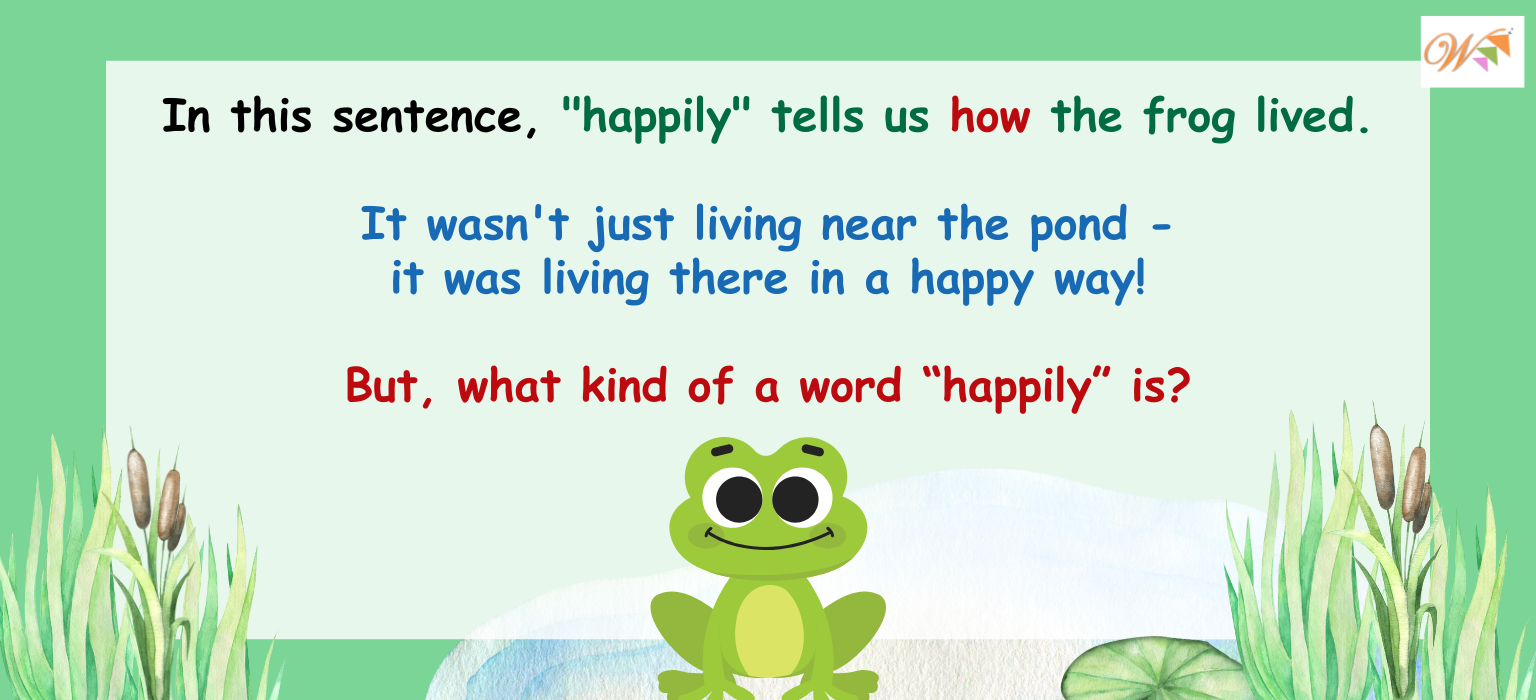 In this sentence, "happily" tells us how the frog lived.
It wasn't just living near the pond -
it was living there in a happy way!
But, what kind of a word “happily” is?
W